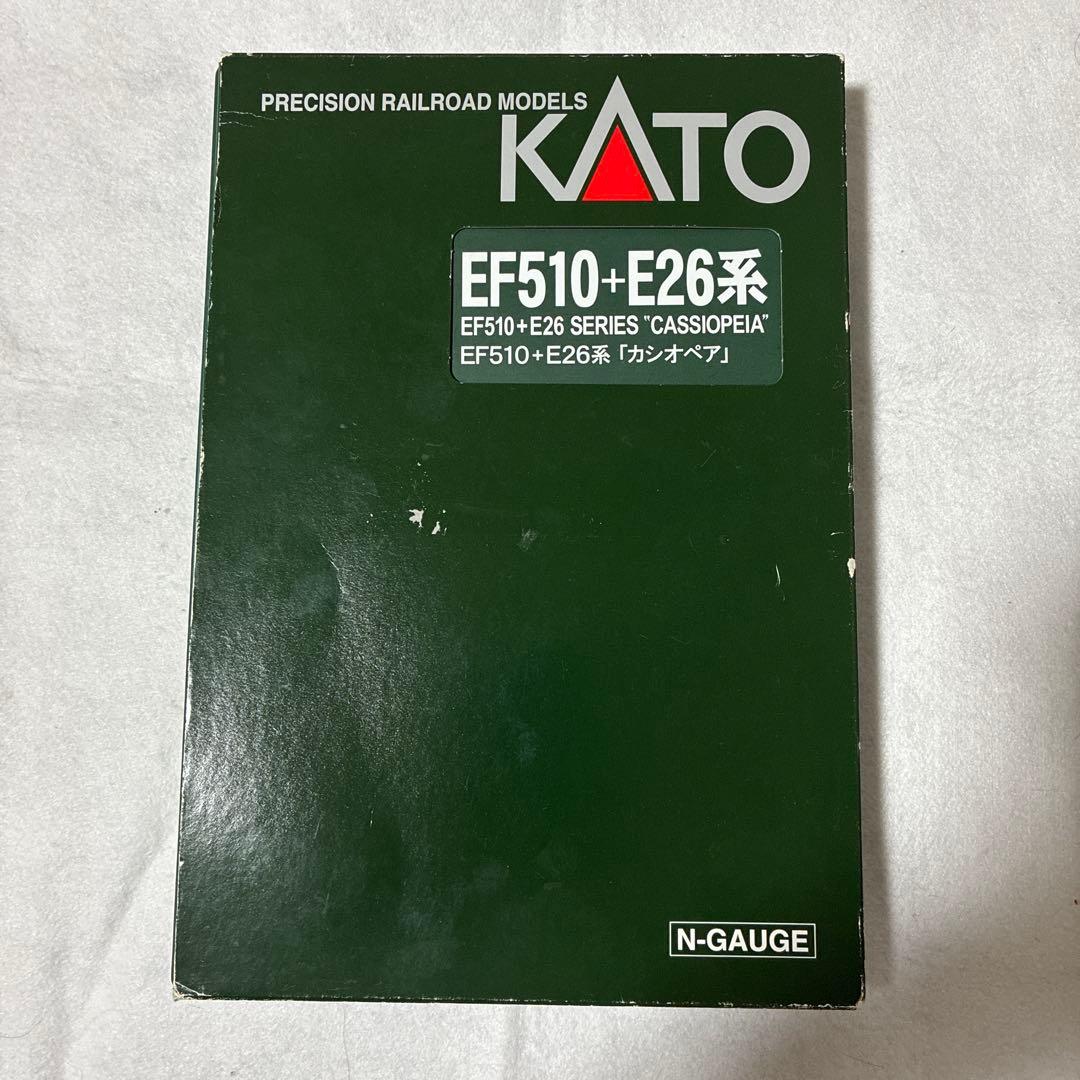 PRECISION RAILROAD MODELS
KATO
EF510+E26系
EF510+E26 SERIES "CASSIOPEIA"
EF510+E26系「カシオペア」
N-GAUGE